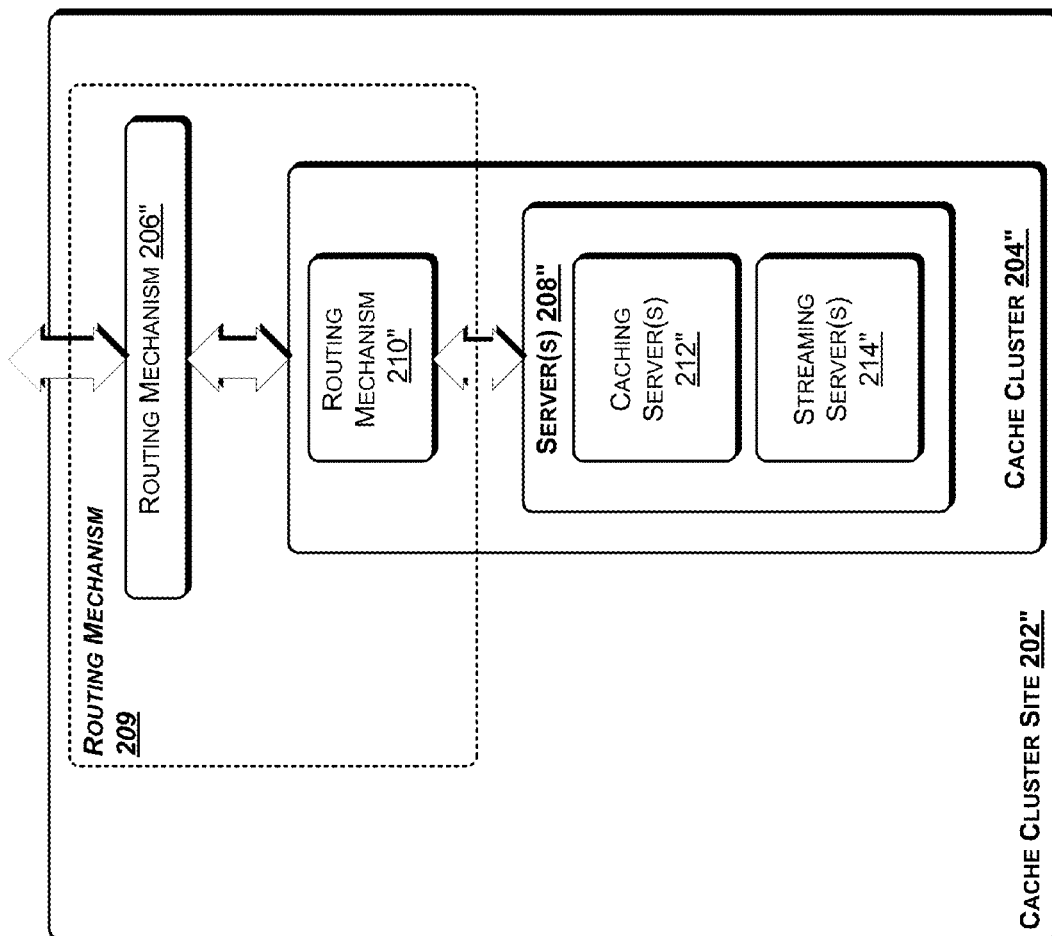 ROUTING MECHANISM
209
ROUTING MECHANISM 206"
ROUTING
MECHANISM
210"
SERVER(S) 208"
CACHING
SERVER(S)
212"
STREAMING
SERVER(S)
214"
CACHE CLUSTER 204"
CACHE CLUSTER SITE 202"